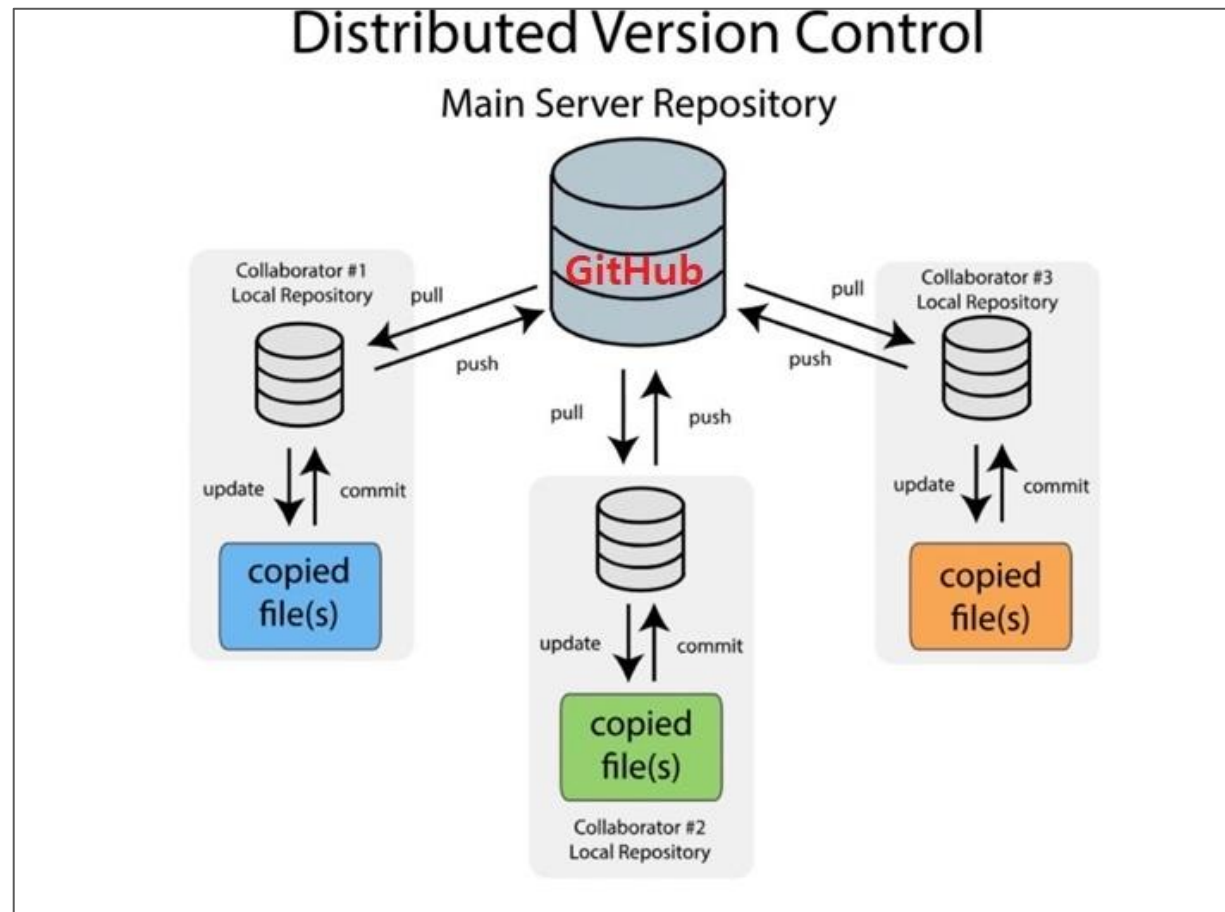 Distributed Version Control
Main Server Repository
GitHub
Collaborator #1
Local Repository
pull
push
update
commit
copied
file(s)
pull
push
update
commit
copied
file(s)
Collaborator #2
Local Repository
Collaborator #3
Local Repository
pull
push
update
commit
copied
file(s)